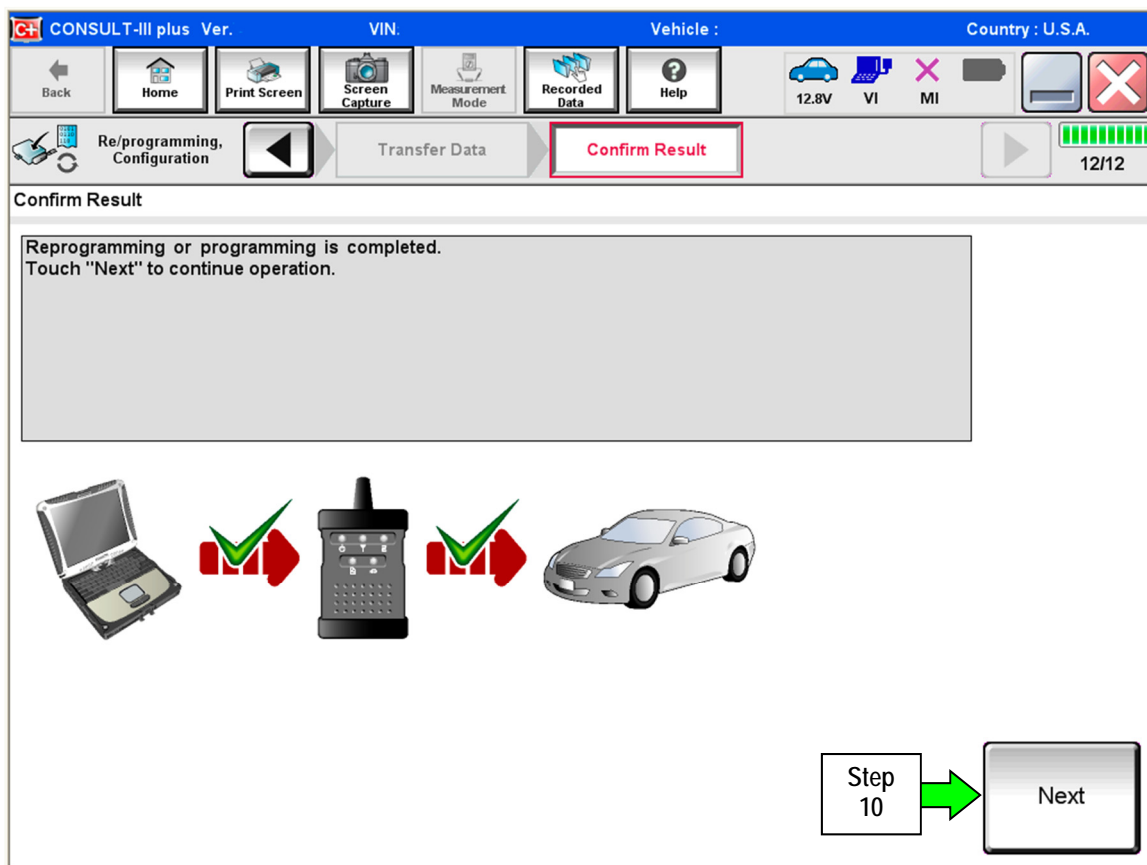 C+ CONSULT-III plus Ver. VIN: Vehicle : Country : U.S.A.
Back
Home
Print Screen
Screen
Capture
Measurement
Mode
Recorded
Data
Help
12.8V
VI
MI
Re/programming,
Configuration
Transfer Data
Confirm Result
12/12
Confirm Result
Reprogramming or programming is completed.
Touch "Next" to continue operation.
Step
10
Next